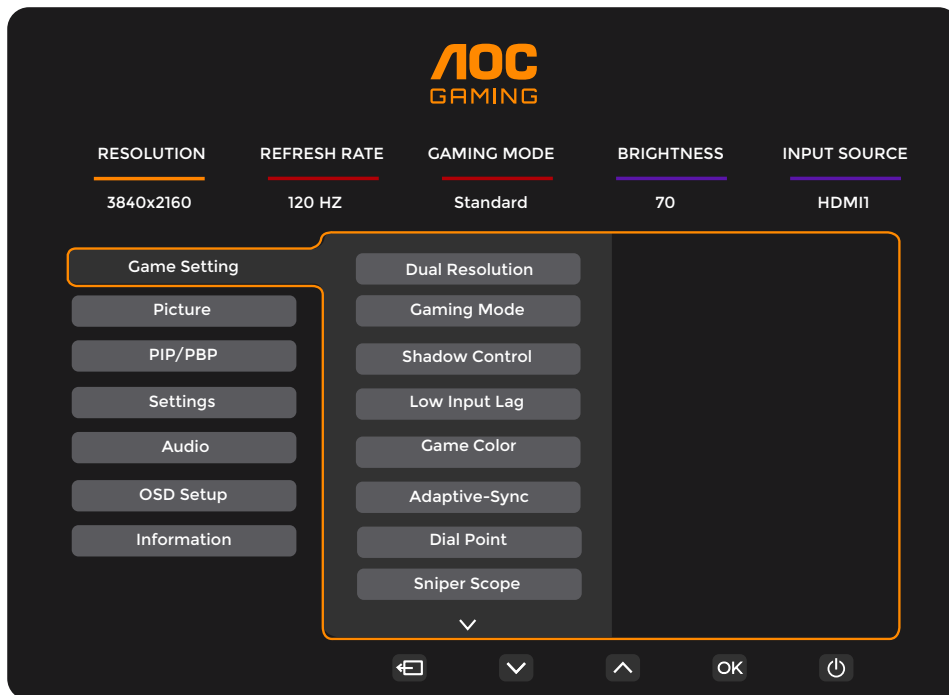 AOC
GAMING
RESOLUTION REFRESH RATE GAMING MODE BRIGHTNESS INPUT SOURCE
3840x2160 120 HZ Standard 70 HDMI1
Game Setting
Picture
PIP/PBP
Settings
Audio
OSD Setup
Information
Dual Resolution
Gaming Mode
Shadow Control
Low Input Lag
Game Color
Adaptive-Sync
Dial Point
Sniper Scope
OK